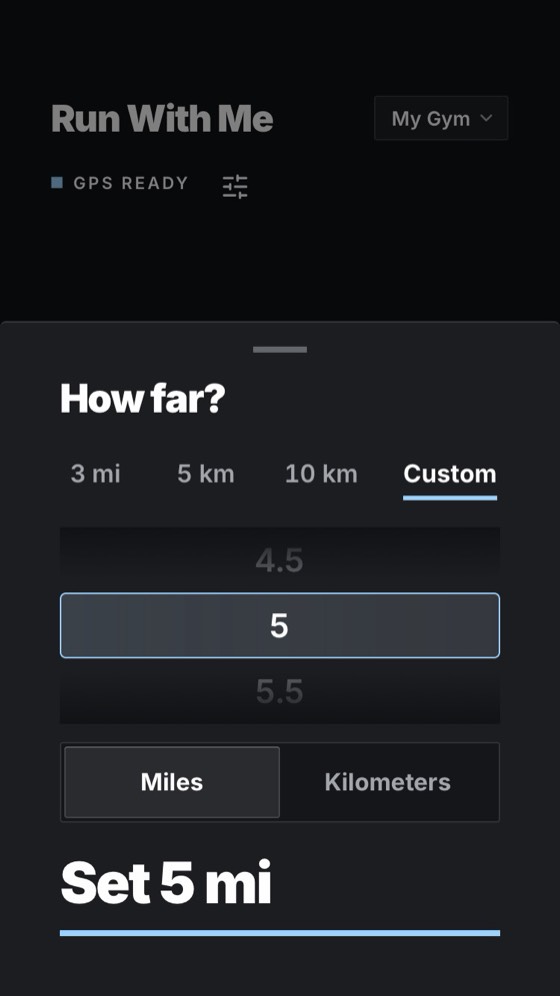 Run With Me
My Gym
GPS READY
How far?
3 mi 5 km 10 km Custom
4.5
5
5.5
Miles Kilometers
Set 5 mi